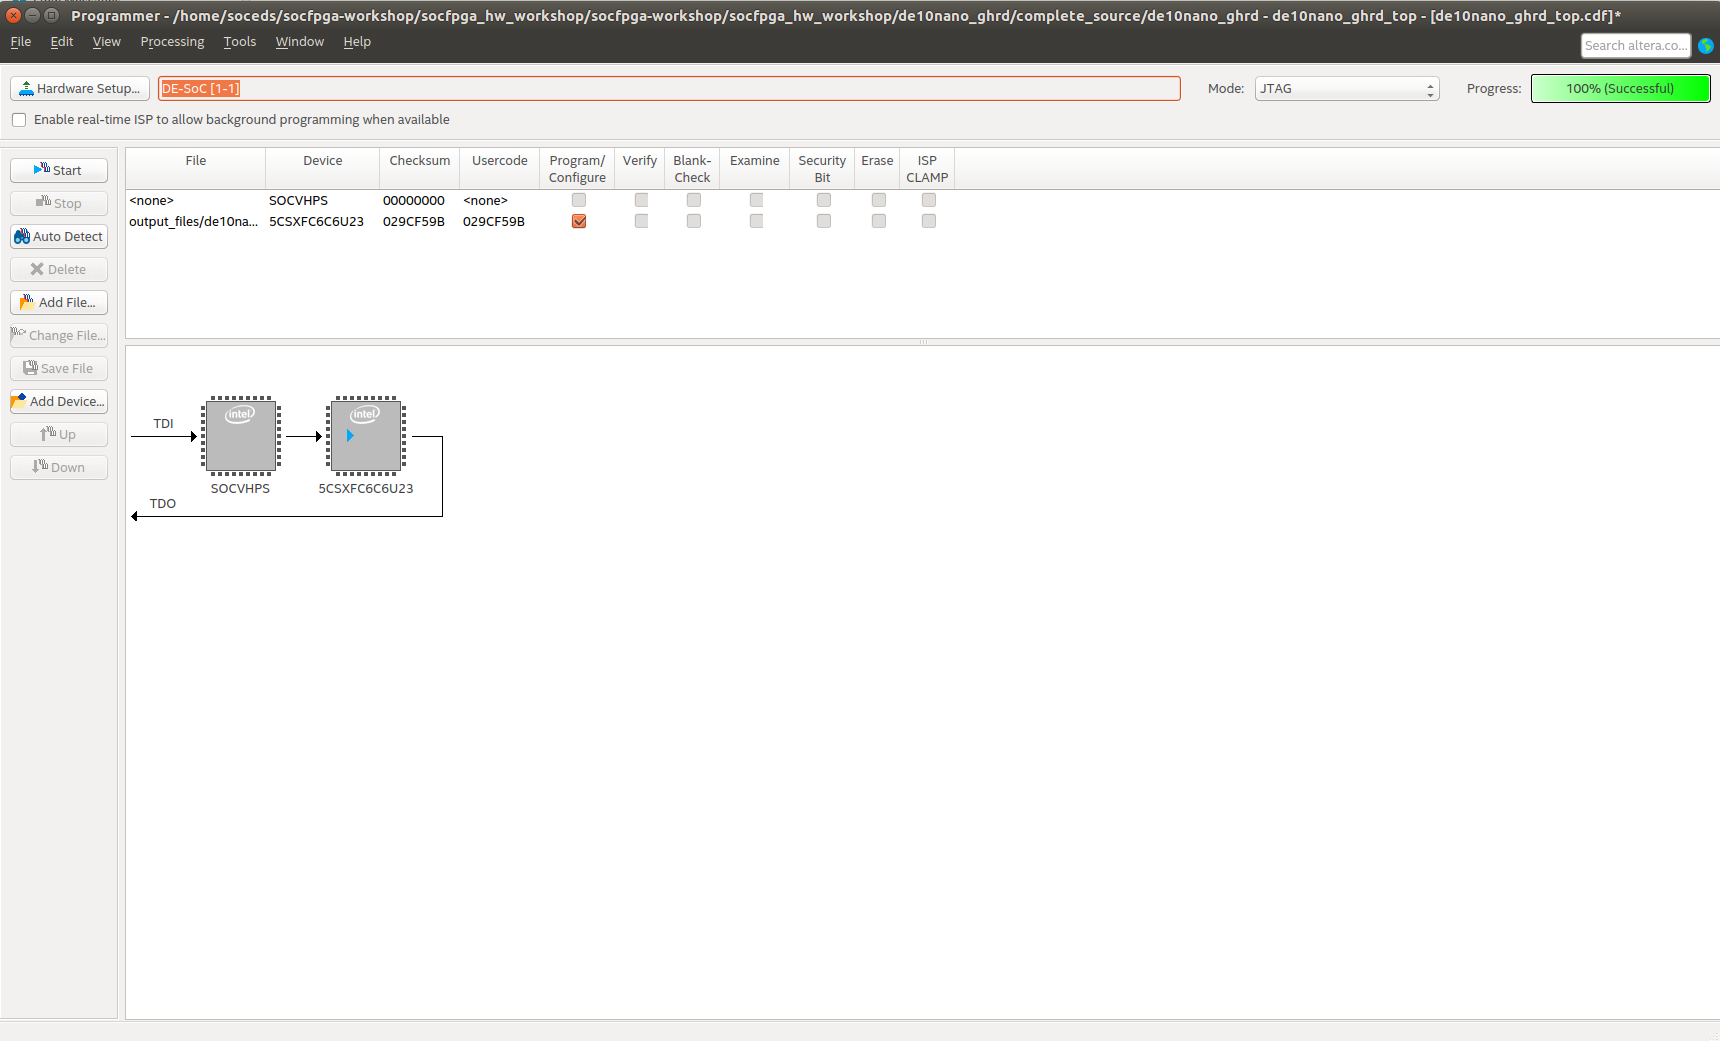 Programmer - /home/soceds/socfpga-workshop/socfpga_hw_workshop/socfpga-workshop/socfpga_hw_workshop/de10nano_ghrd/complete_source/de10nano_ghrd - de10nano_ghrd_top - [de10nano_ghrd_top.cdf]*
File Edit View Processing Tools Window Help
Search altera.co...
Hardware Setup... DE-SoC [1-1] Mode: JTAG Progress: 100% (Successful)
Enable real-time ISP to allow background programming when available
Start
Stop
Auto Detect
Delete
Add File...
Change File...
Save File
Add Device...
Up
Down
File Device Checksum Usercode Program/ Verify Blank- Examine Security Erase ISP
Configure Check Bit CLAMP
<none> SOCVHPS 00000000 <none>
output_files/de10na... 5CSXFC6C6U23 029CF59B 029CF59B
TDI intel intel
SOCVHPS 5CSXFC6C6U23
TDO